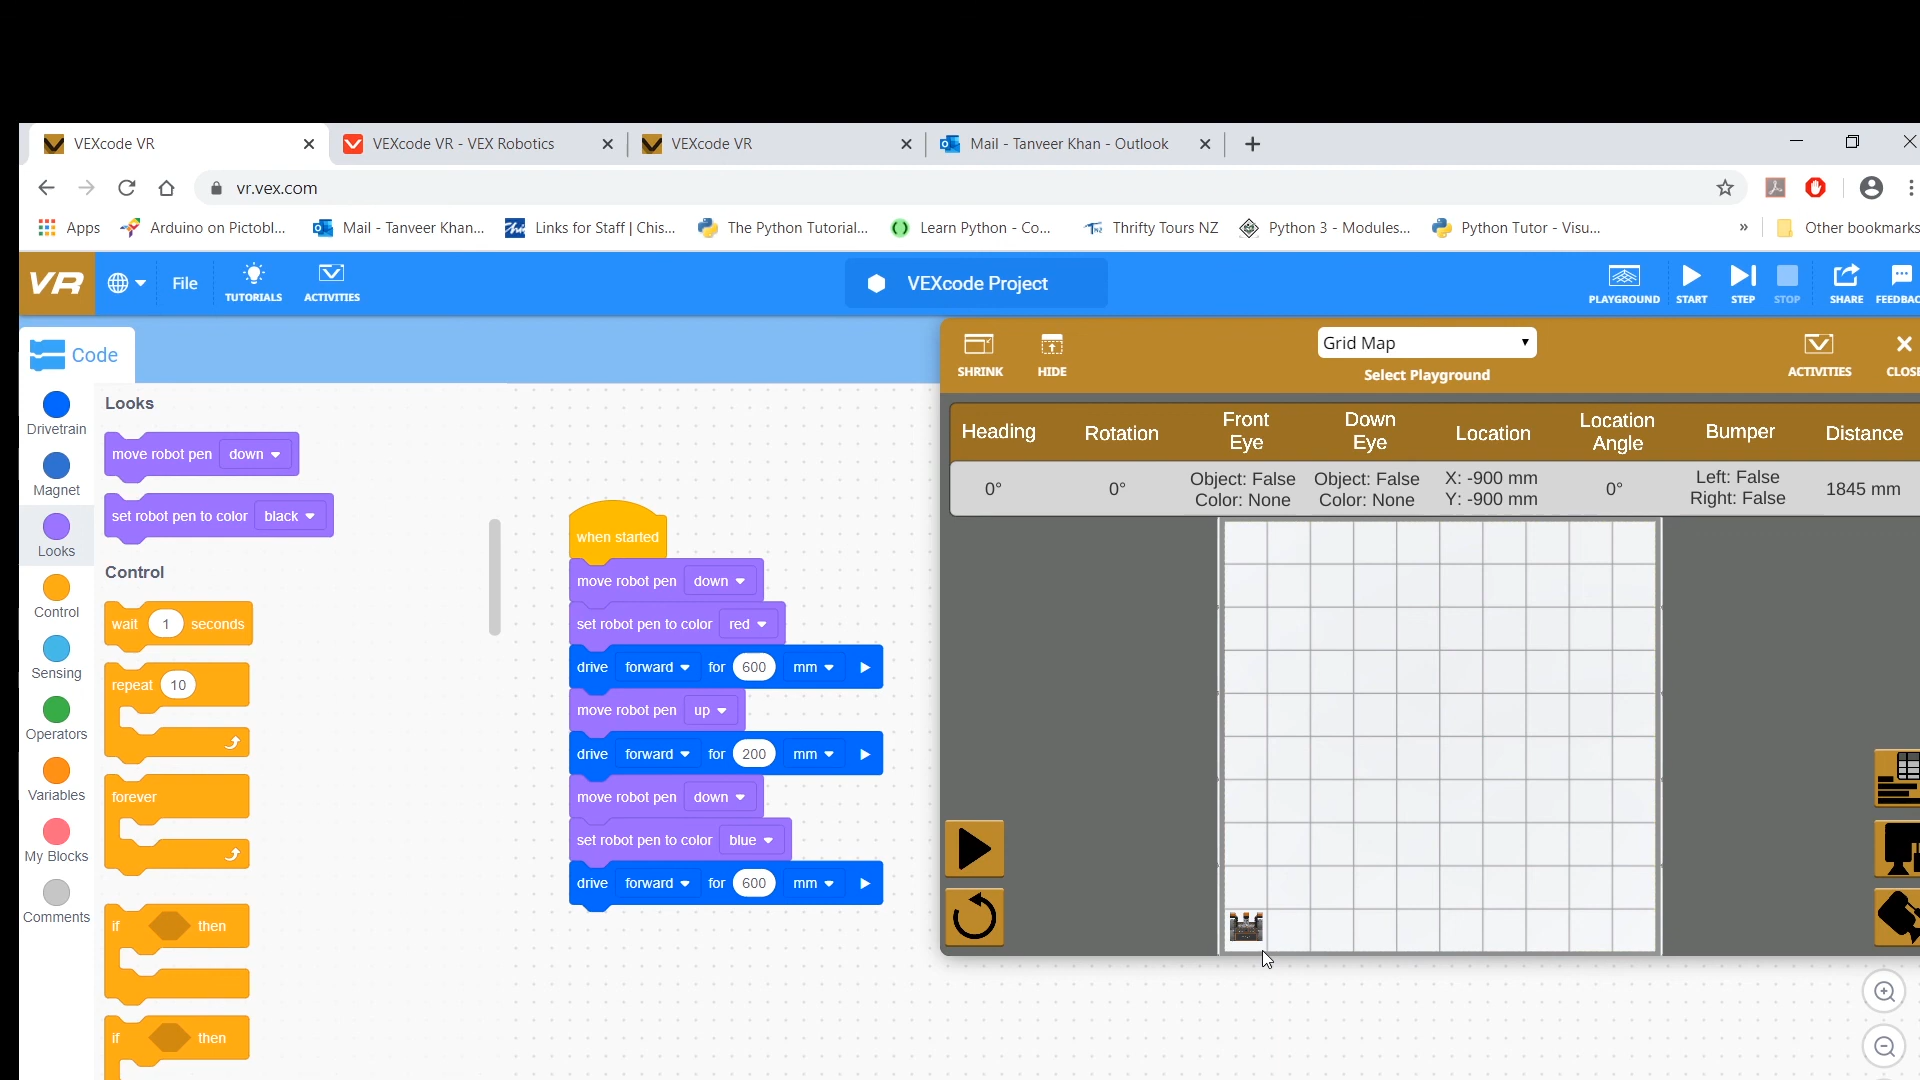 VEXcode VR
VEXcode VR - VEX Robotics
VEXcode VR
Mail - Tanveer Khan - Outlook
vr.vex.com
Apps
Arduino on Pictobl...
Mail - Tanveer Khan...
Links for Staff | Chis...
The Python Tutorial...
Learn Python - Co...
Thrifty Tours NZ
Python 3 - Modules...
Python Tutor - Visu...
»
Other bookmarks
VR
File
TUTORIALS
ACTIVITIES
VEXcode Project
PLAYGROUND
START
STEP
STOP
SHARE
FEEDBAC
Code
Drivetrain
Magnet
Looks
Control
Sensing
Operators
Variables
My Blocks
Comments
Looks
move robot pen down
set robot pen to color black
Control
wait 1 seconds
repeat 10
forever
if then
if then
when started
move robot pen down
set robot pen to color red
drive forward for 600 mm
move robot pen up
drive forward for 200 mm
move robot pen down
set robot pen to color blue
drive forward for 600 mm
SHRINK
HIDE
Grid Map
Select Playground
ACTIVITIES
CLOSE
Heading
Rotation
Front
Eye
Down
Eye
Location
Location
Angle
Bumper
Distance
0°
0°
Object: False
Color: None
Object: False
Color: None
X: -900 mm
Y: -900 mm
0°
Left: False
Right: False
1845 mm